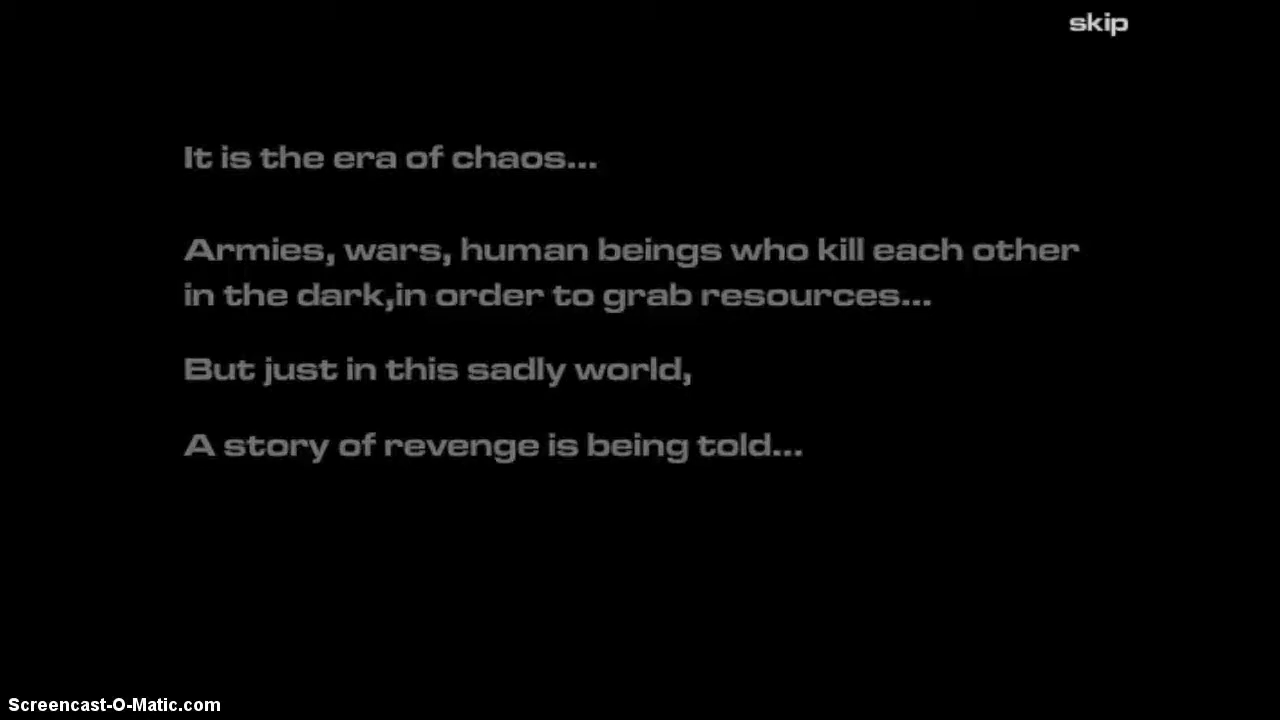 skip
It is the era of chaos...
Armies, wars, human beings who kill each other
in the dark,in order to grab resources...
But just in this sadly world,
A story of revenge is being told...
Screencast-O-Matic.com